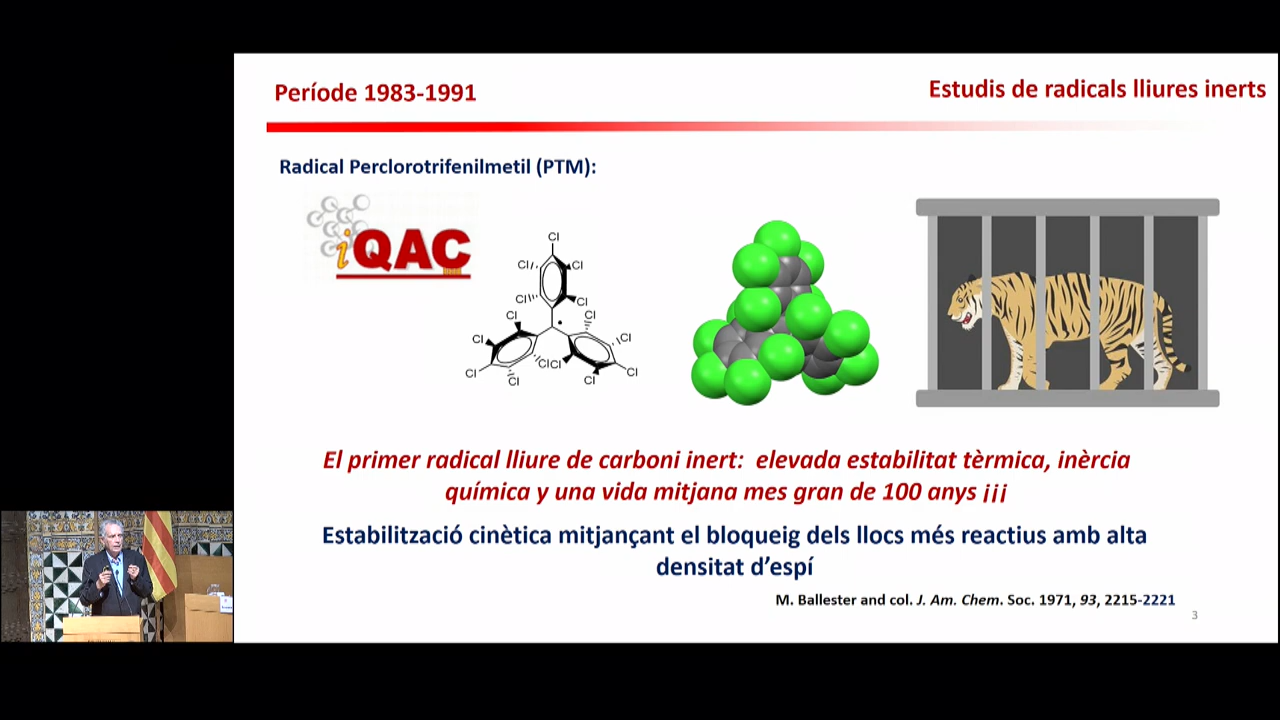 Període 1983-1991
Estudis de radicals lliures inerts
Radical Perclorotrifenilmetil (PTM):
iQAC
Cl
Cl
Cl
Cl
Cl
Cl
Cl
Cl
Cl
Cl
Cl
Cl
ClCl
Cl
Cl
El primer radical lliure de carboni inert: elevada estabilitat tèrmica, inèrcia
química y una vida mitjana mes gran de 100 anys ¡¡¡
Estabilització cinètica mitjançant el bloqueig dels llocs més reactius amb alta
densitat d'espí
M. Ballester and col. J. Am. Chem. Soc. 1971, 93, 2215-2221
3